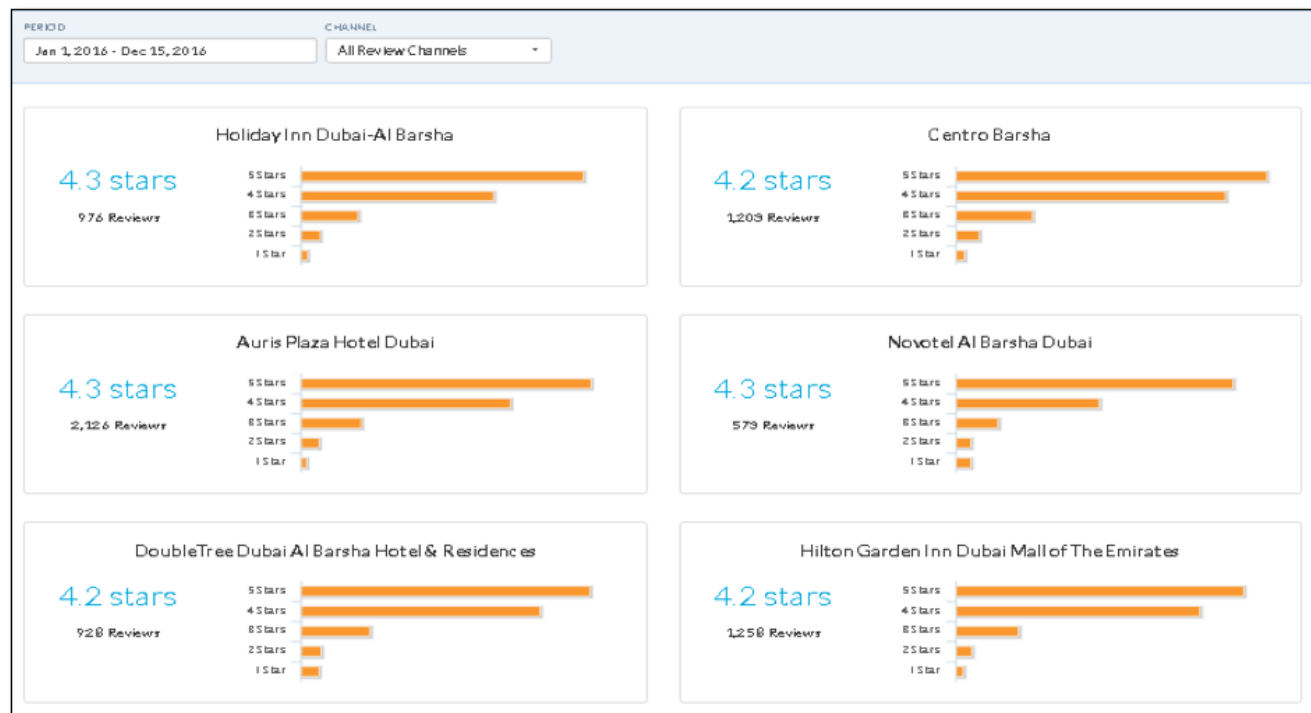 PERIOD
CHANNEL
Jan 1, 2016 - Dec 15, 2016
All Review Channels
Holiday Inn Dubai-Al Barsha
4.3 stars
976 Reviews
5 Stars
4 Stars
3 Stars
2 Stars
1 Star
Centro Barsha
4.2 stars
1,209 Reviews
5 Stars
4 Stars
3 Stars
2 Stars
1 Star
Auris Plaza Hotel Dubai
4.3 stars
2,126 Reviews
5 Stars
4 Stars
3 Stars
2 Stars
1 Star
Novotel Al Barsha Dubai
4.3 stars
579 Reviews
5 Stars
4 Stars
3 Stars
2 Stars
1 Star
DoubleTree Dubai Al Barsha Hotel & Residences
4.2 stars
928 Reviews
5 Stars
4 Stars
3 Stars
2 Stars
1 Star
Hilton Garden Inn Dubai Mall of The Emirates
4.2 stars
1,258 Reviews
5 Stars
4 Stars
3 Stars
2 Stars
1 Star